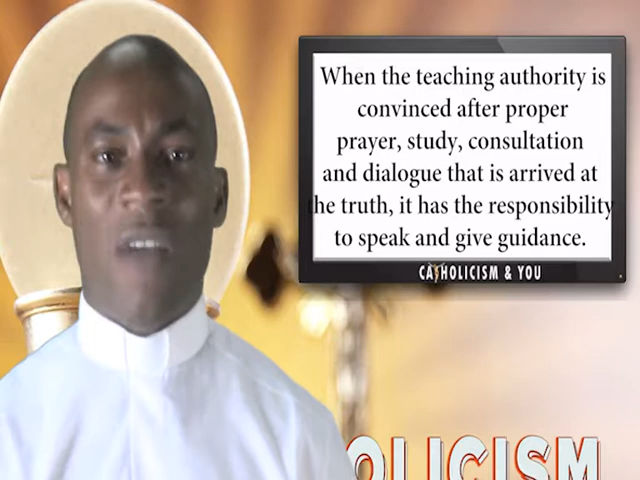 When the teaching authority is
convinced after proper
prayer, study, consultation
and dialogue that is arrived at
the truth, it has the responsibility
to speak and give guidance.
CATHOLICISM & YOU
OLICISM